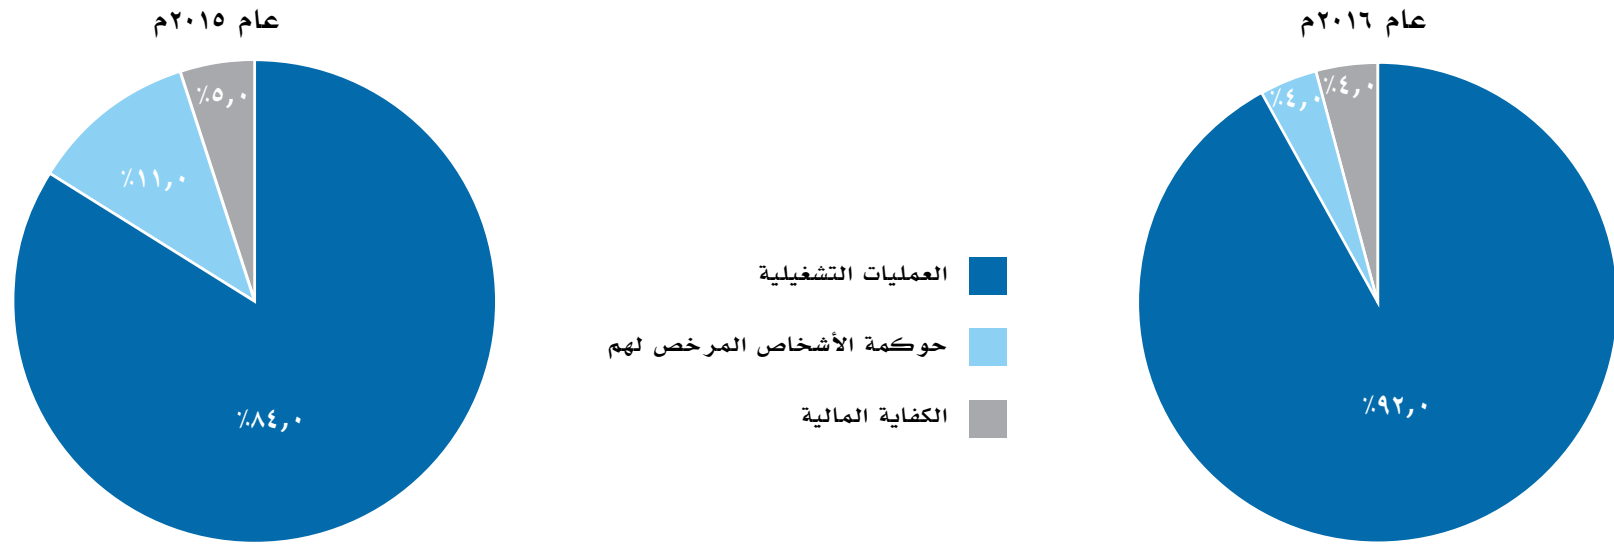 عام ٢٠١٦م
٪٤,٠
٪٤,٠
٪٩٢,٠
العمليات التشغيلية
حوكمة الأشخاص المرخص لهم
الكفاية المالية
عام ٢٠١٥م
٪٥,٠
٪١١,٠
٪٨٤,٠